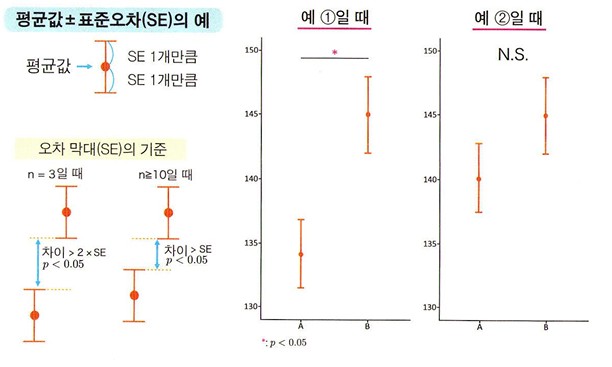 평균값±표준오차(SE)의 예
평균값
SE 1개만큼
SE 1개만큼
오차 막대(SE)의 기준
n = 3일 때
n≥10일 때
차이 > 2 × SE
p < 0.05
차이 > SE
p < 0.05
예 ①일 때
150
145
140
135
130
*
A
B
*: p < 0.05
예 ②일 때
N.S.
150
145
140
135
130
A
B